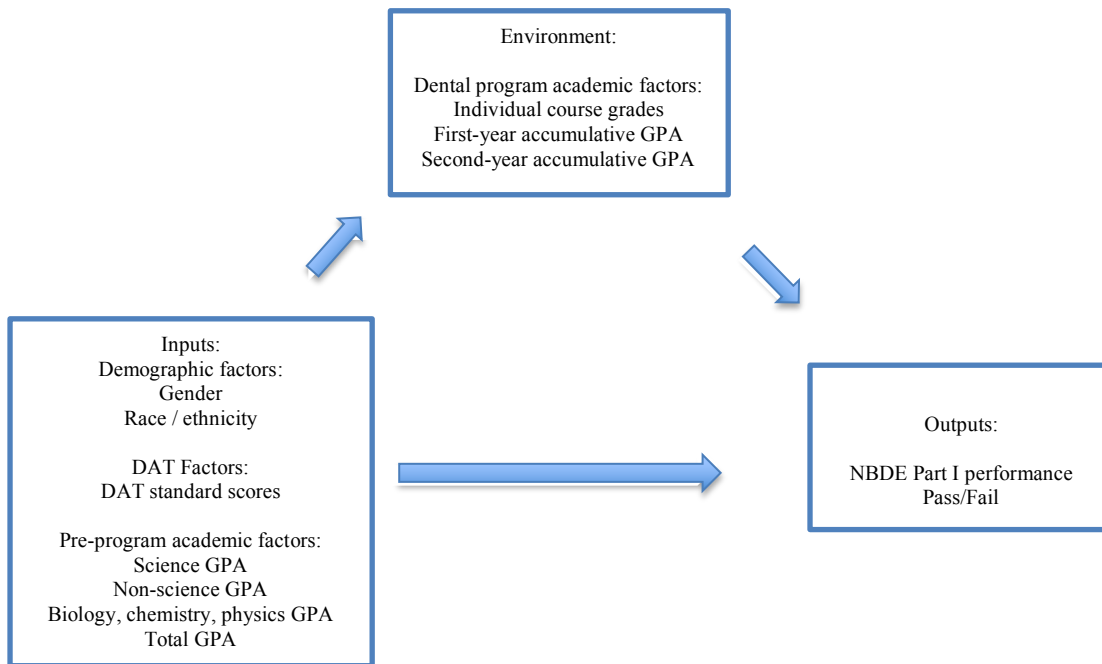 Environment:
Dental program academic factors:
Individual course grades
First-year accumulative GPA
Second-year accumulative GPA
Inputs:
Demographic factors:
Gender
Race / ethnicity
DAT Factors:
DAT standard scores
Pre-program academic factors:
Science GPA
Non-science GPA
Biology, chemistry, physics GPA
Total GPA
Outputs:
NBDE Part I performance
Pass/Fail